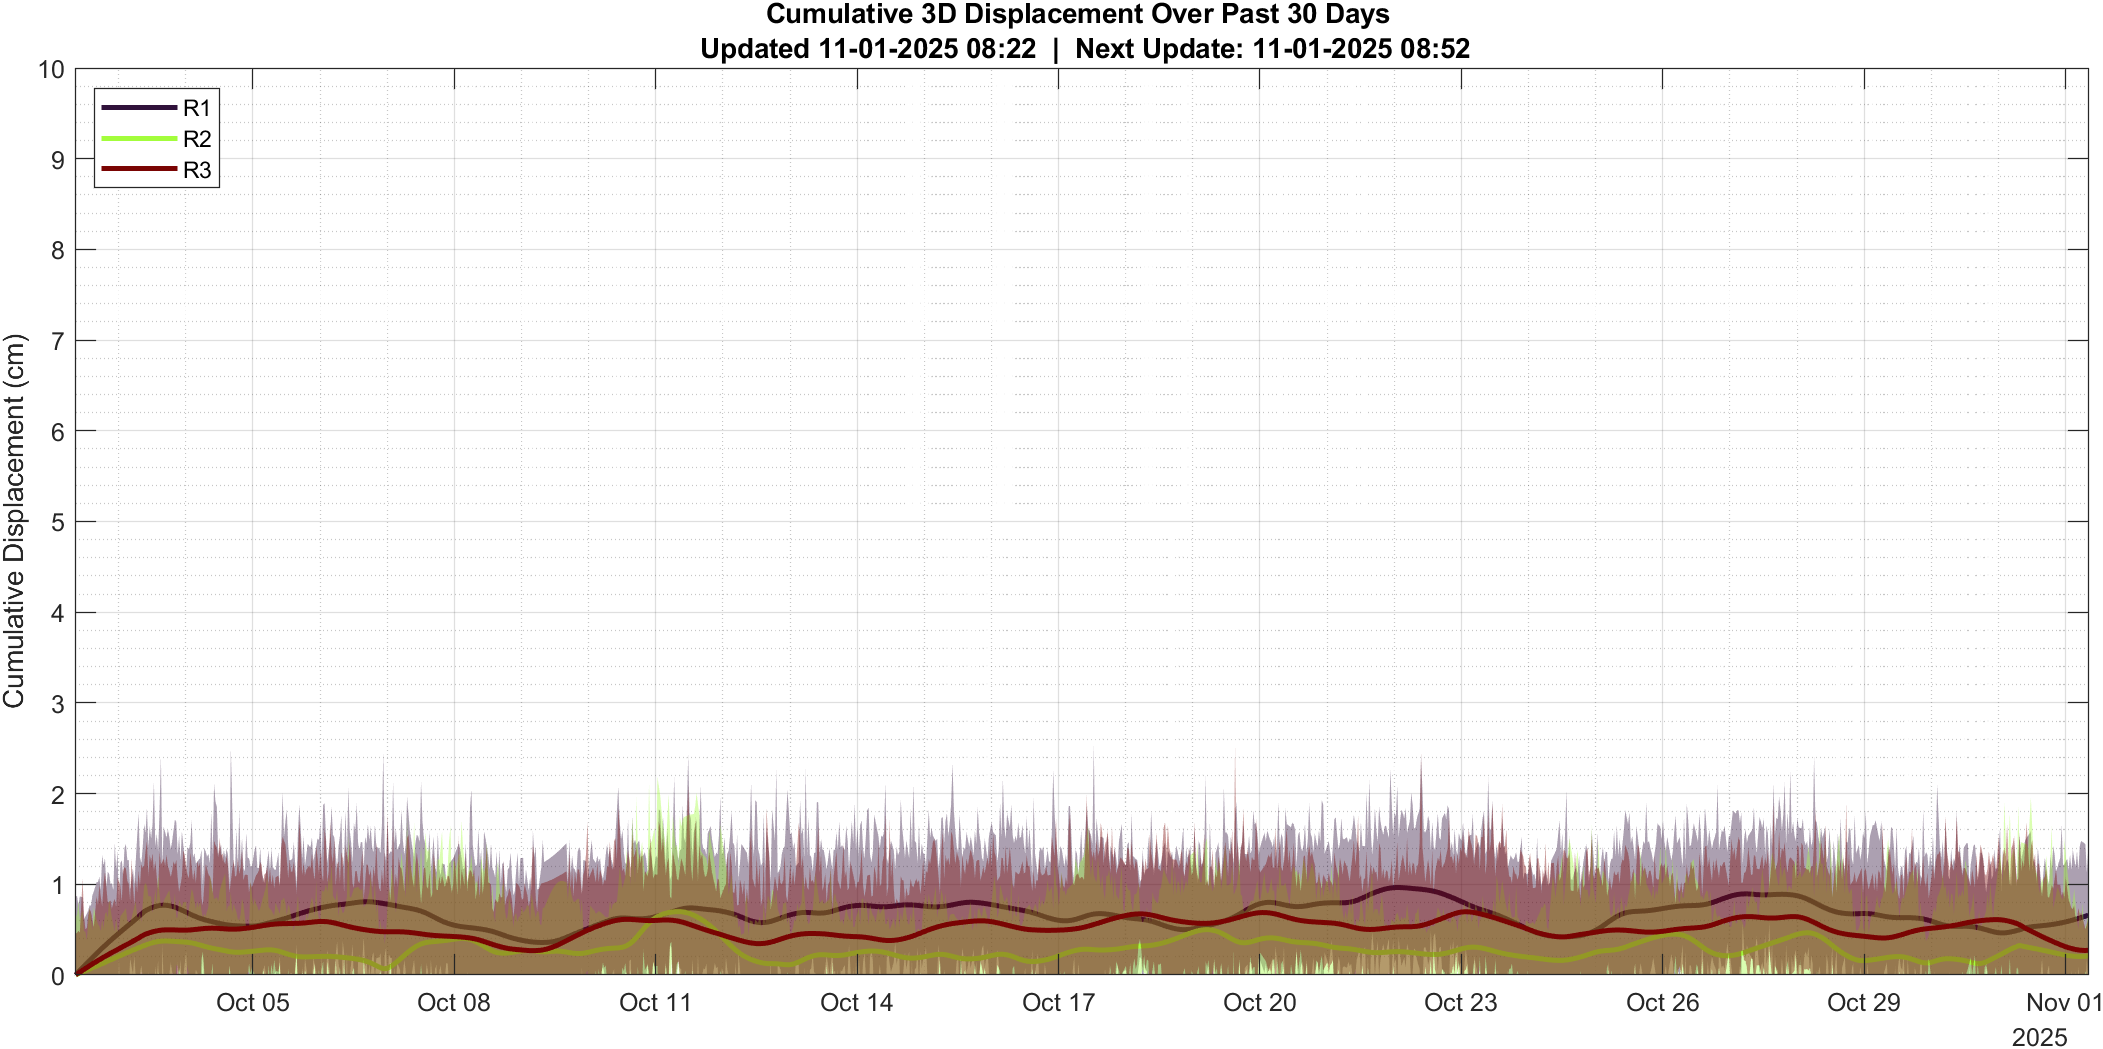 Cumulative 3D Displacement Over Past 30 Days
Updated 11-01-2025 08:22 | Next Update: 11-01-2025 08:52
R1
R2
R3
Cumulative Displacement (cm)
10
9
8
7
6
5
4
3
2
1
0
Oct 05 Oct 08 Oct 11 Oct 14 Oct 17 Oct 20 Oct 23 Oct 26 Oct 29 Nov 01
2025